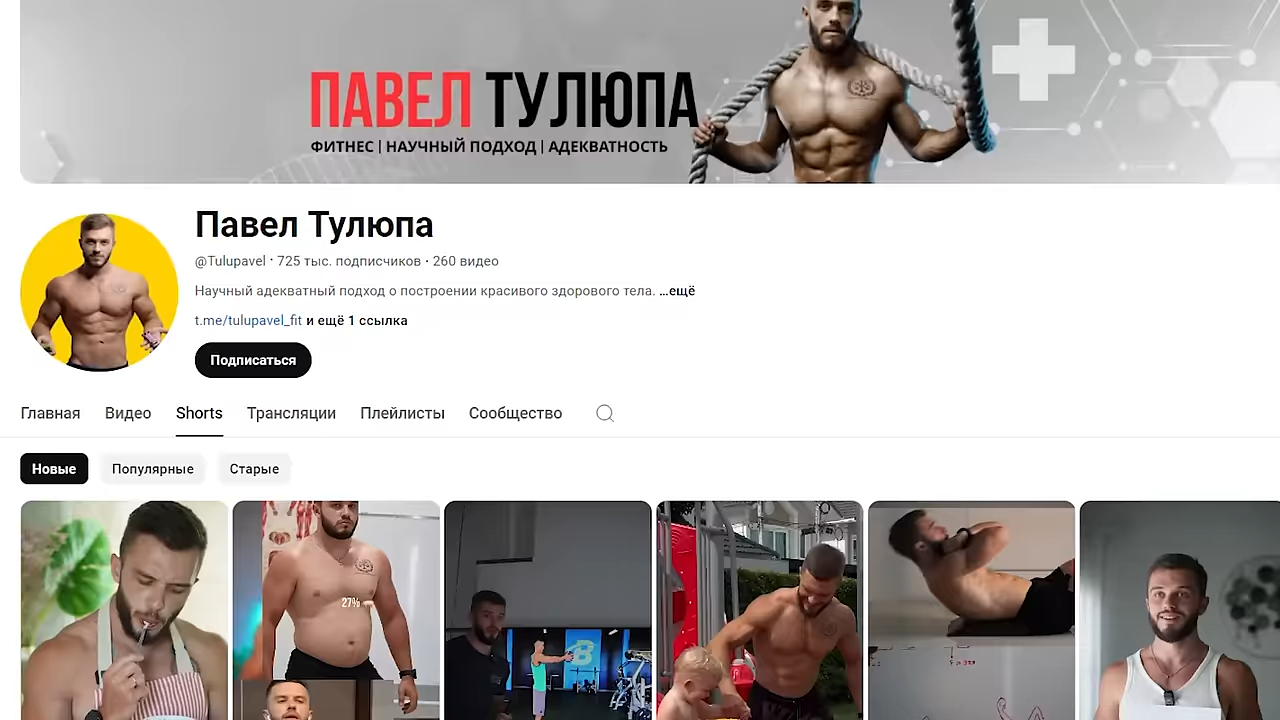 ПАВЕЛ ТУЛЮПА
ФИТНЕС | НАУЧНЫЙ ПОДХОД | АДЕКВАТНОСТЬ
Павел Тулюпа
@Tulupavel · 725 тыс. подписчиков · 260 видео
Научный адекватный подход о построении красивого здорового тела. ...ещё
t.me/tulupavel_fit и ещё 1 ссылка
Подписаться
Главная Видео Shorts Трансляции Плейлисты Сообщество
Новые Популярные Старые
27%